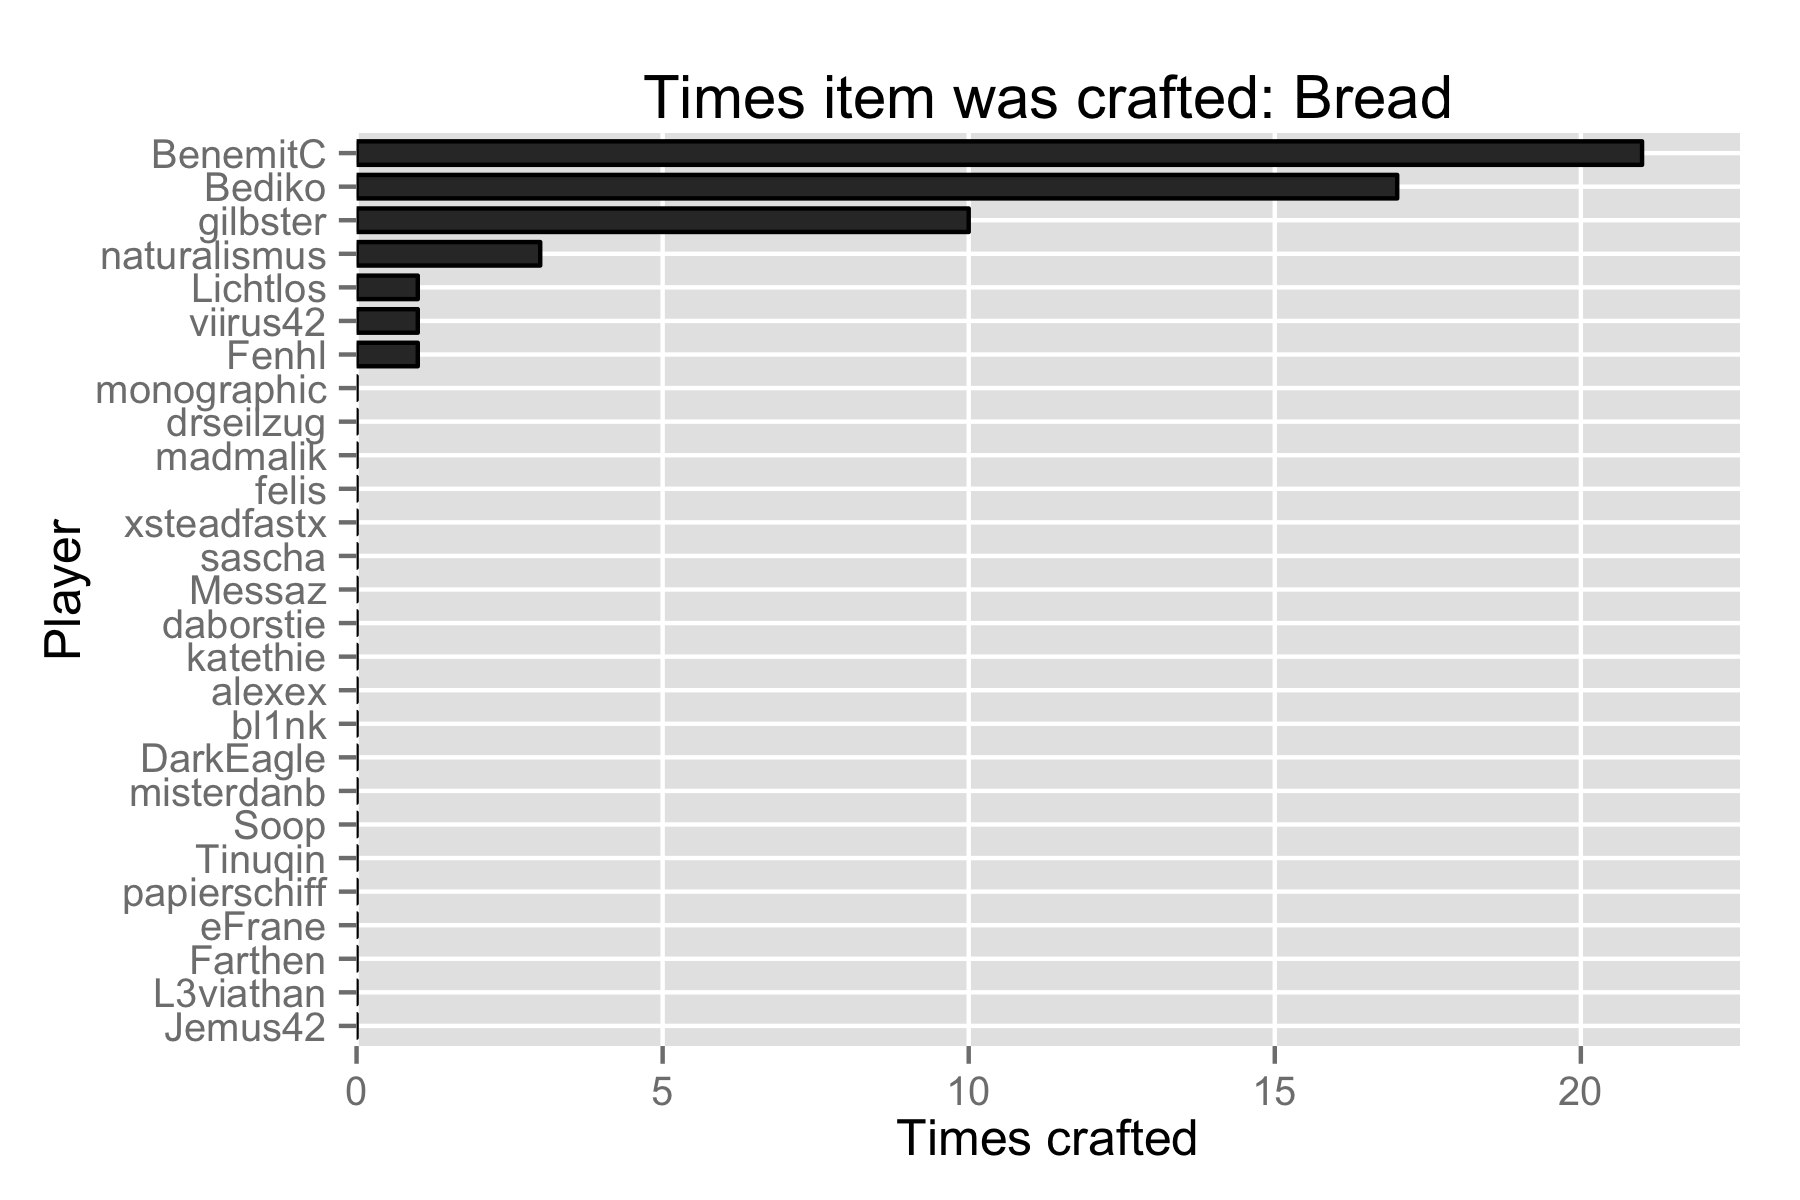 Times item was crafted: Bread
BenemitC
Bediko
gilbster
naturalismus
Lichtlos
viirus42
Fenhl
monographic
drseilzug
madmalik
felis
xsteadfastx
sascha
Messaz
daborstie
katethie
alexex
bl1nk
DarkEagle
misterdanb
Soop
Tinuqin
papierschiff
eFrane
Farthen
L3viathan
Jemus42
Player
0 5 10 15 20
Times crafted